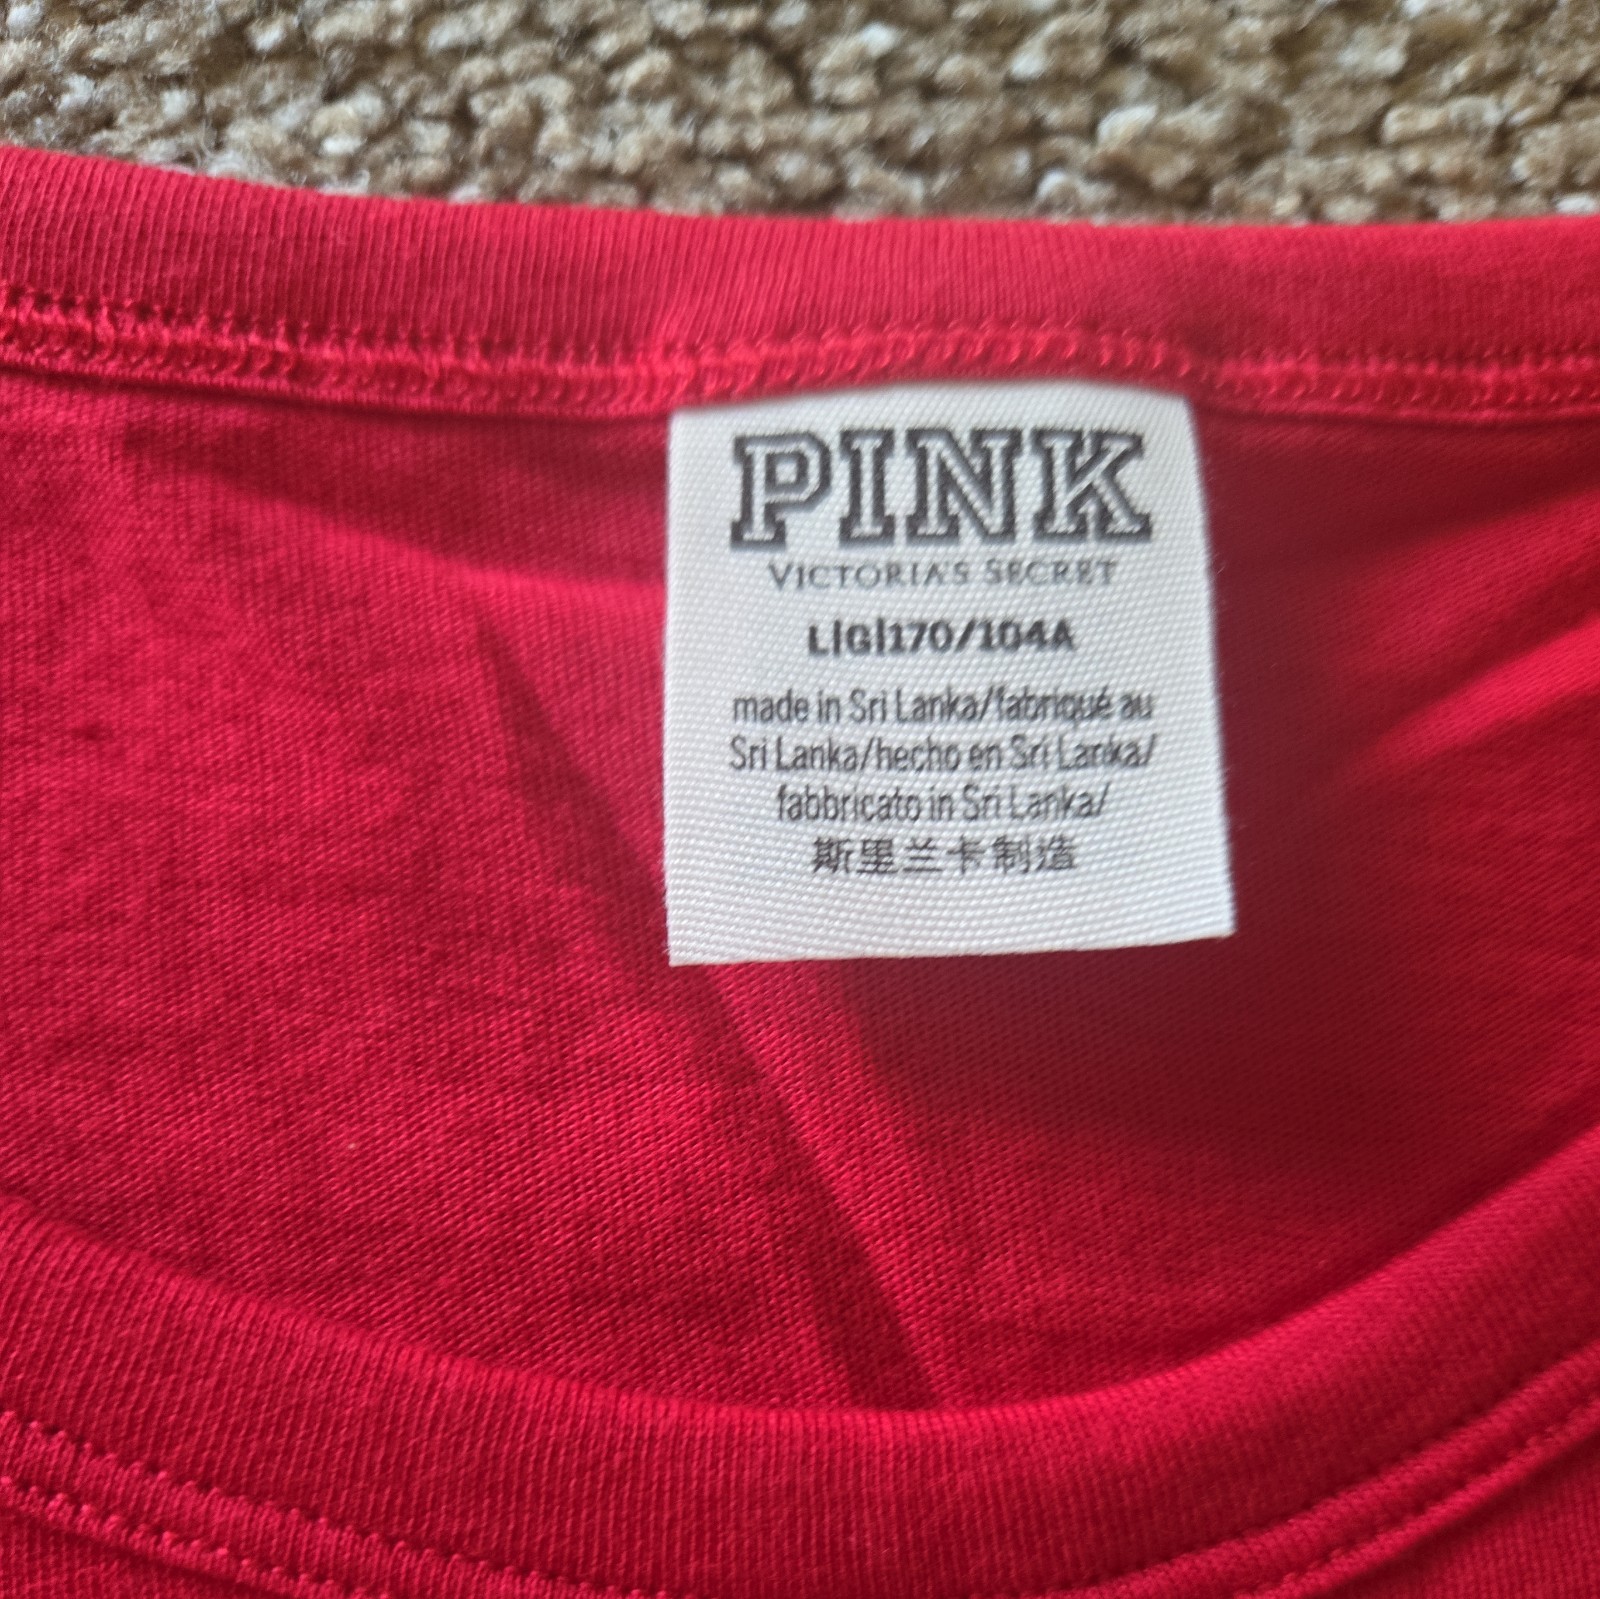 PINK
VICTORIA'S SECRET
L|G|170/104A
made in Sri Lanka/fabriqué au
Sri Lanka/hecho en Sri Lanka/
fabbricato in Sri Lanka/
斯里兰卡制造